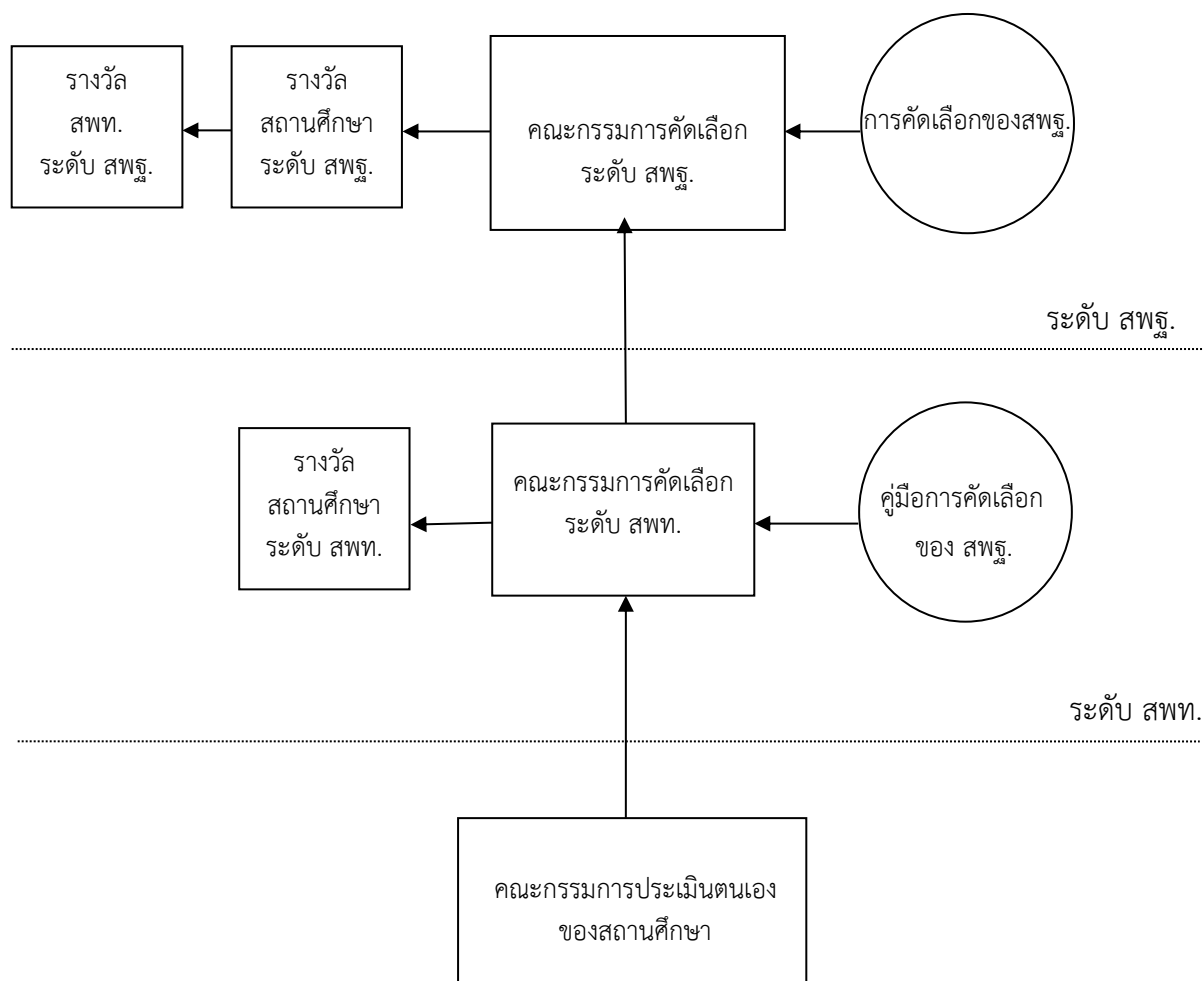 รางวัล
สพท.
ระดับ สพฐ.
รางวัล
สถานศึกษา
ระดับ สพฐ.
คณะกรรมการคัดเลือก
ระดับ สพฐ.
การคัดเลือกของสพฐ.
ระดับ สพฐ.
รางวัล
สถานศึกษา
ระดับ สพท.
คณะกรรมการคัดเลือก
ระดับ สพท.
คู่มือการคัดเลือก
ของ สพฐ.
ระดับ สพท.
คณะกรรมการประเมินตนเอง
ของสถานศึกษา